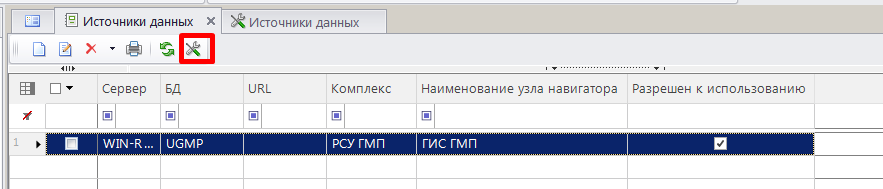 Источники данных Источники данных
Сервер БД URL Комплекс Наименование узла навигатора Разрешен к использованию
1 WIN-R ... UGMP РСУ ГМП ГИС ГМП